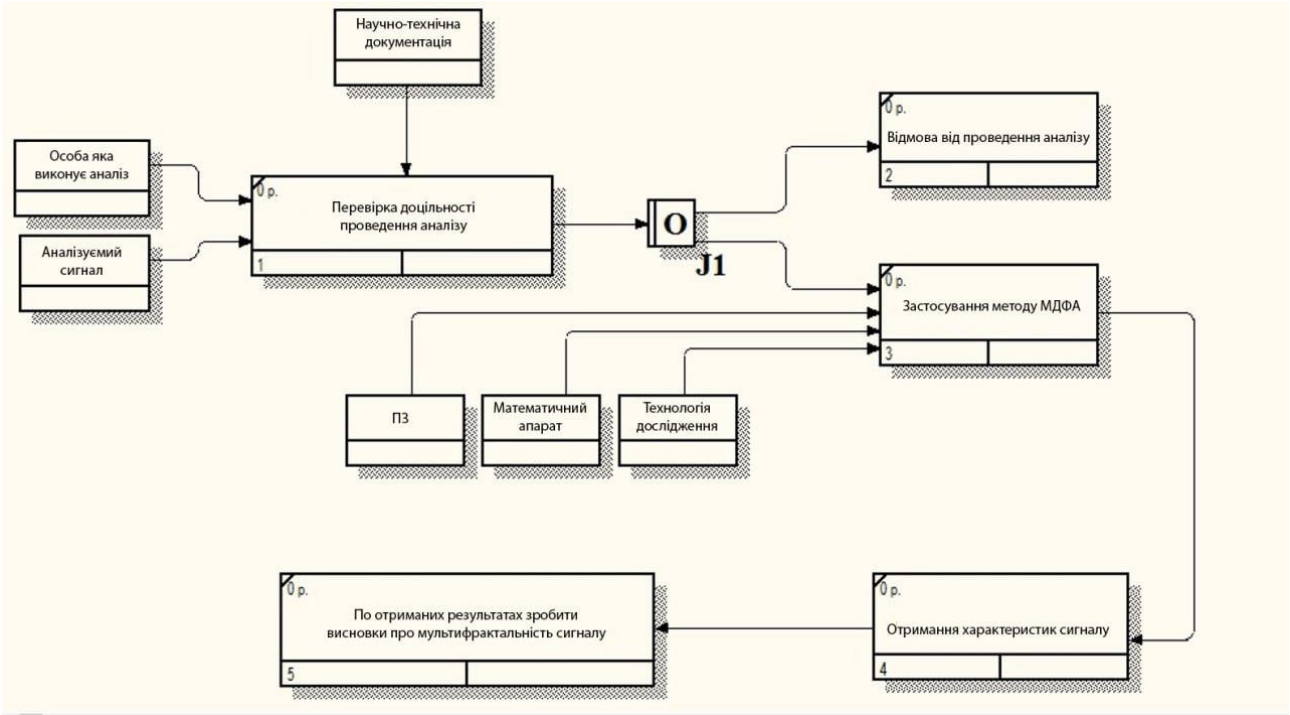 Научно-технічна
документація
Особа яка
виконує аналіз
Аналізуємий
сигнал
0 р.
Перевірка доцільності
проведення аналізу
1
O
J1
0 р.
Відмова від проведення аналізу
2
0 р.
Застосування методу МДФА
3
ПЗ
Математичний
апарат
Технологія
дослідження
0 р.
По отриманих результатах зробити
висновки про мультифрактальність сигналу
5
0 р.
Отримання характеристик сигналу
4